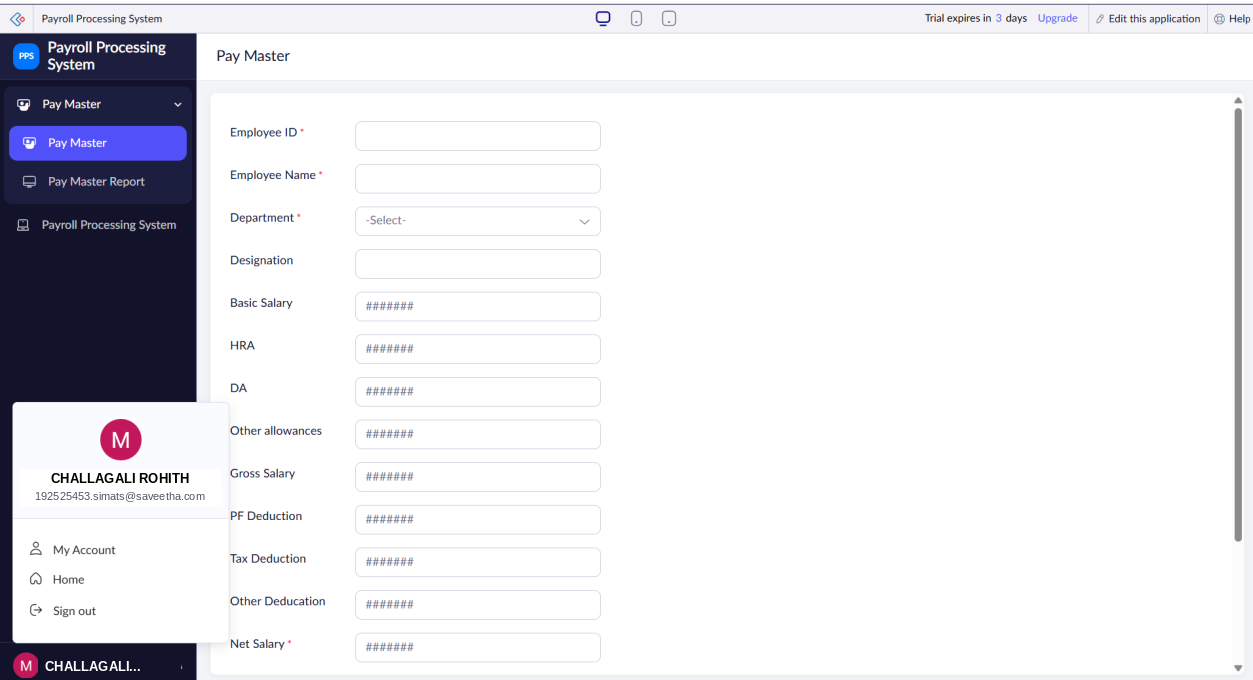 Payroll Processing System
Trial expires in 3 days Upgrade Edit this application Help
PPS Payroll Processing
System
Pay Master
Pay Master
Pay Master Report
Payroll Processing System
Pay Master
Employee ID *
Employee Name *
Department * -Select-
Designation
Basic Salary #######
HRA #######
DA #######
Other allowances #######
Gross Salary #######
PF Deduction #######
Tax Deduction #######
Other Deducation #######
Net Salary * #######
M
CHALLAGALI ROHITH
192525453.simats@saveetha.com
My Account
Home
Sign out
M CHALLAGALI...